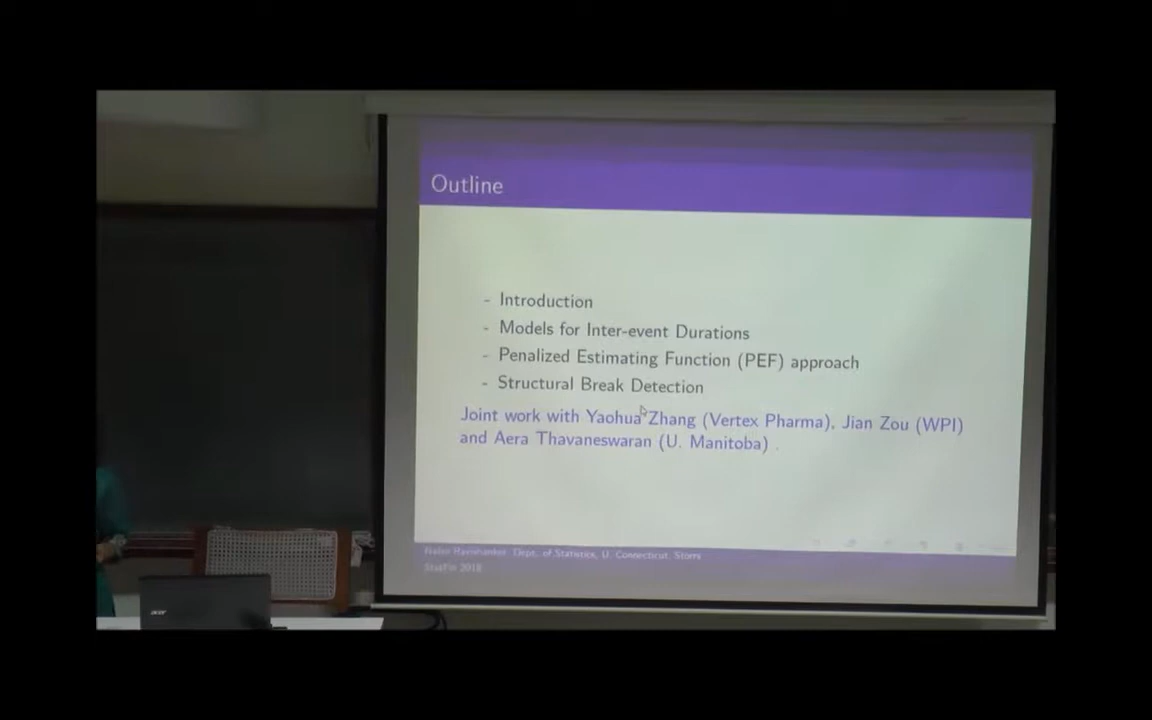 Outline
- Introduction
- Models for Inter-event Durations
- Penalized Estimating Function (PEF) approach
- Structural Break Detection
Joint work with Yaohua Zhang (Vertex Pharma), Jian Zou (WPI)
and Aera Thavaneswaran (U. Manitoba) .
Nalini Ravishanker Dept. of Statistics, U. Connecticut, Storrs
StatFin 2018
acer